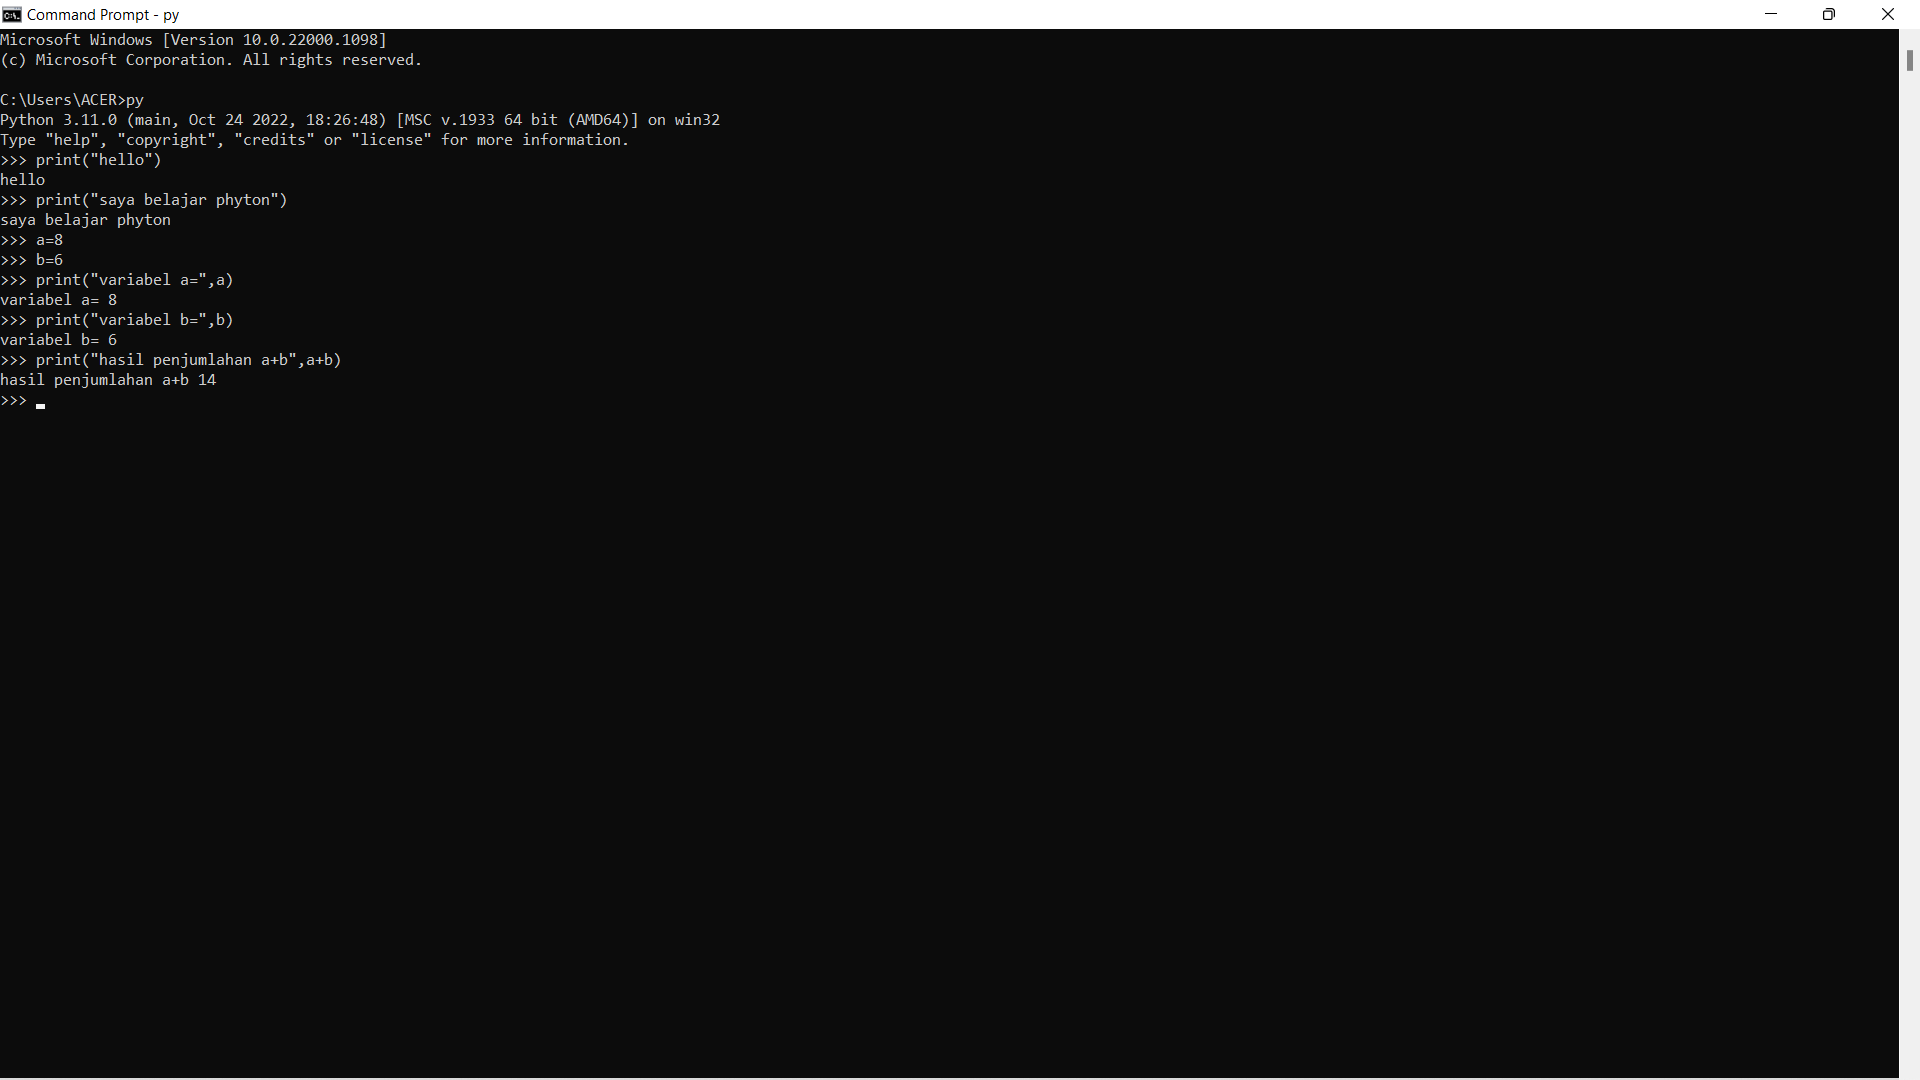 Command Prompt - py
Microsoft Windows [Version 10.0.22000.1098]
(c) Microsoft Corporation. All rights reserved.
C:\Users\ACER>py
Python 3.11.0 (main, Oct 24 2022, 18:26:48) [MSC v.1933 64 bit (AMD64)] on win32
Type "help", "copyright", "credits" or "license" for more information.
>>> print("hello")
hello
>>> print("saya belajar phyton")
saya belajar phyton
>>> a=8
>>> b=6
>>> print("variabel a=",a)
variabel a= 8
>>> print("variabel b=",b)
variabel b= 6
>>> print("hasil penjumlahan a+b",a+b)
hasil penjumlahan a+b 14
>>>